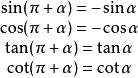 sin(π + α) = − sin α
cos(π + α) = − cos α
tan(π + α) = tan α
cot(π + α) = cot α